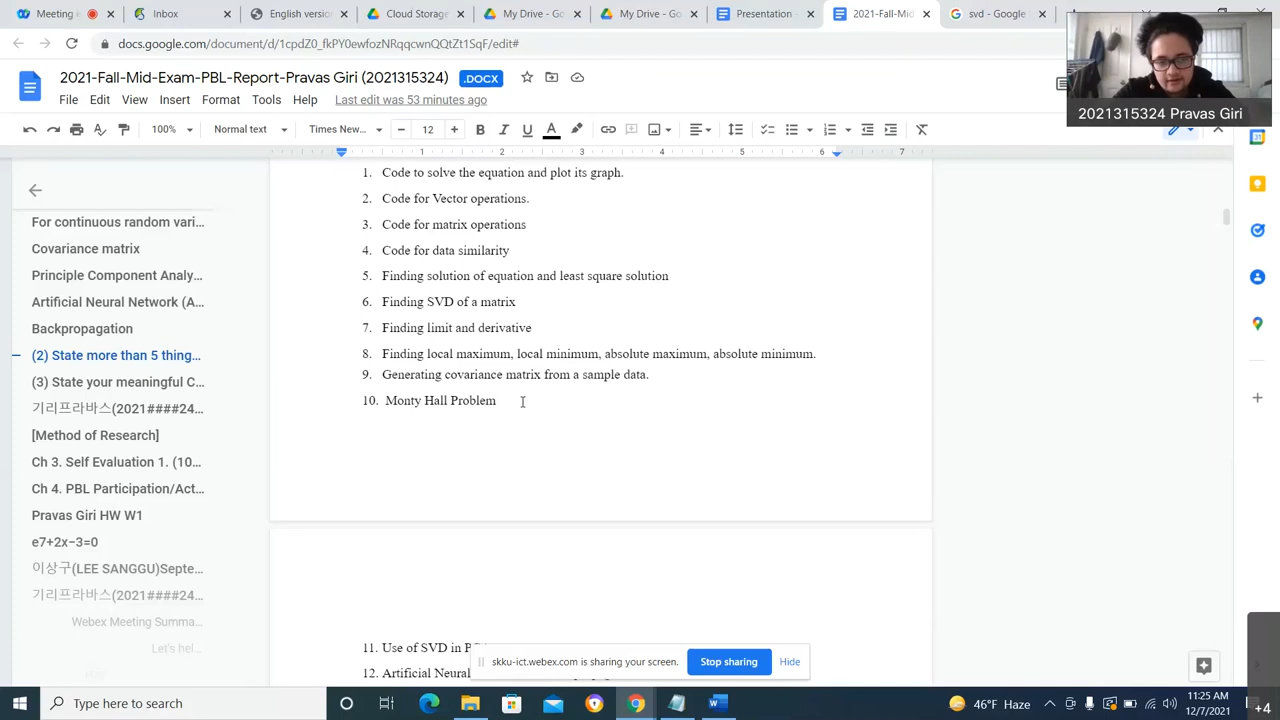 Meeting n
Inbox
English version
Cloud Storage
My Drive - Go
My Drive - Go
Presentation
2021-Fall-Mid
svd - Google
docs.google.com/document/d/1cpdZ0_fkPY0ewfozNRqqcwnQQtZt1SqF/edit#
2021315324 Pravas Giri
2021-Fall-Mid-Exam-PBL-Report-Pravas Giri (2021315324) .DOCX
File Edit View Insert Format Tools Help Last edit was 53 minutes ago
100% Normal text Times New... 12
1 2 3 4 5 6 7
For continuous random vari...
Covariance matrix
Principle Component Analy...
Artificial Neural Network (A...
Backpropagation
(2) State more than 5 thing...
(3) State your meaningful C...
기리프라바스(2021####24...
[Method of Research]
Ch 3. Self Evaluation 1. (10...
Ch 4. PBL Participation/Act...
Pravas Giri HW W1
e7+2x−3=0
이상구(LEE SANGGU)Septe...
기리프라바스(2021####24...
Webex Meeting Summa...
Let's hel...
1. Code to solve the equation and plot its graph.
2. Code for Vector operations.
3. Code for matrix operations
4. Code for data similarity
5. Finding solution of equation and least square solution
6. Finding SVD of a matrix
7. Finding limit and derivative
8. Finding local maximum, local minimum, absolute maximum, absolute minimum.
9. Generating covariance matrix from a sample data.
10. Monty Hall Problem
11. Use of SVD in
12. Artificial Neural
skku-ict.webex.com is sharing your screen. Stop sharing Hide
Type here to search
46°F Haze
11:25 AM
12/7/2021
+4